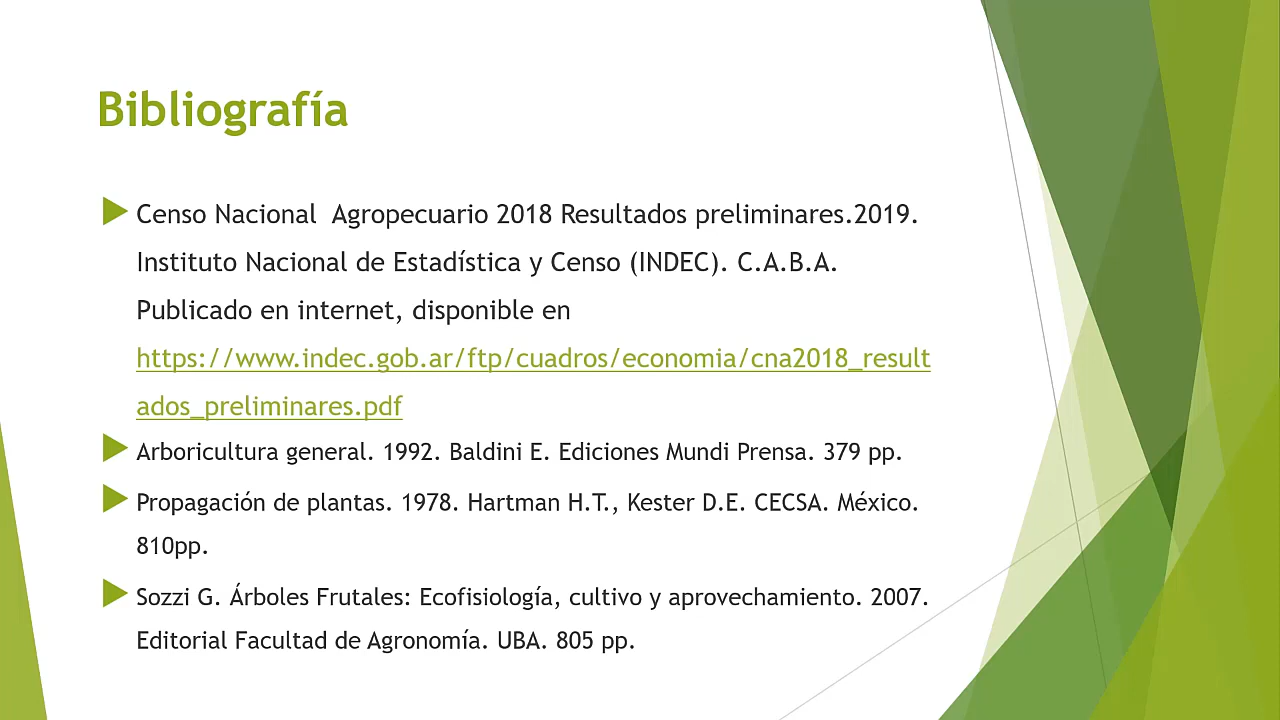 Bibliografía
Censo Nacional  Agropecuario 2018 Resultados preliminares.2019.
Instituto Nacional de Estadística y Censo (INDEC). C.A.B.A.
Publicado en internet, disponible en
https://www.indec.gob.ar/ftp/cuadros/economia/cna2018_result
ados_preliminares.pdf
Arboricultura general. 1992. Baldini E. Ediciones Mundi Prensa. 379 pp.
Propagación de plantas. 1978. Hartman H.T., Kester D.E. CECSA. México.
810pp.
Sozzi G. Árboles Frutales: Ecofisiología, cultivo y aprovechamiento. 2007.
Editorial Facultad de Agronomía. UBA. 805 pp.